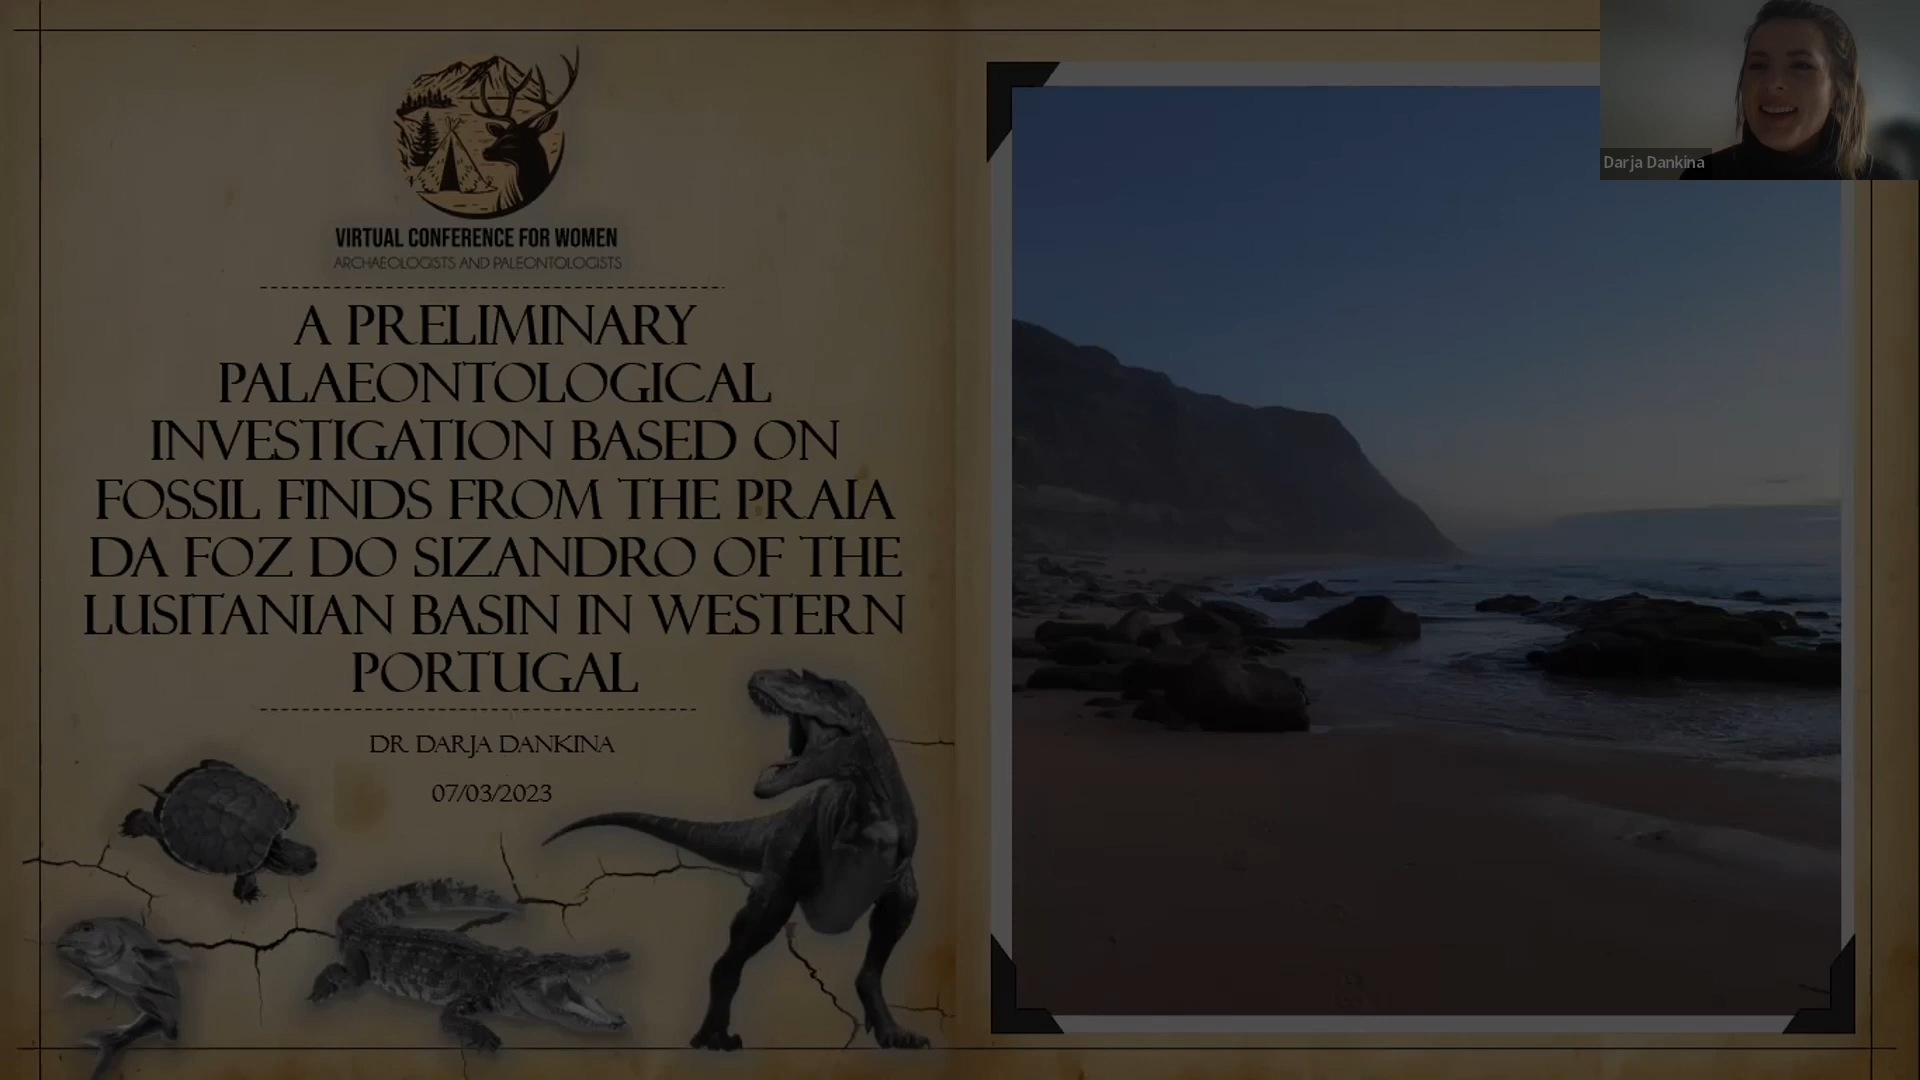 VIRTUAL CONFERENCE FOR WOMEN
ARCHAEOLOGISTS AND PALEONTOLOGISTS
A PRELIMINARY
PALAEONTOLOGICAL
INVESTIGATION BASED ON
FOSSIL FINDS FROM THE PRAIA
DA FOZ DO SIZANDRO OF THE
LUSITANIAN BASIN IN WESTERN
PORTUGAL
DR DARJA DANKINA
07/03/2023
Darja Dankina